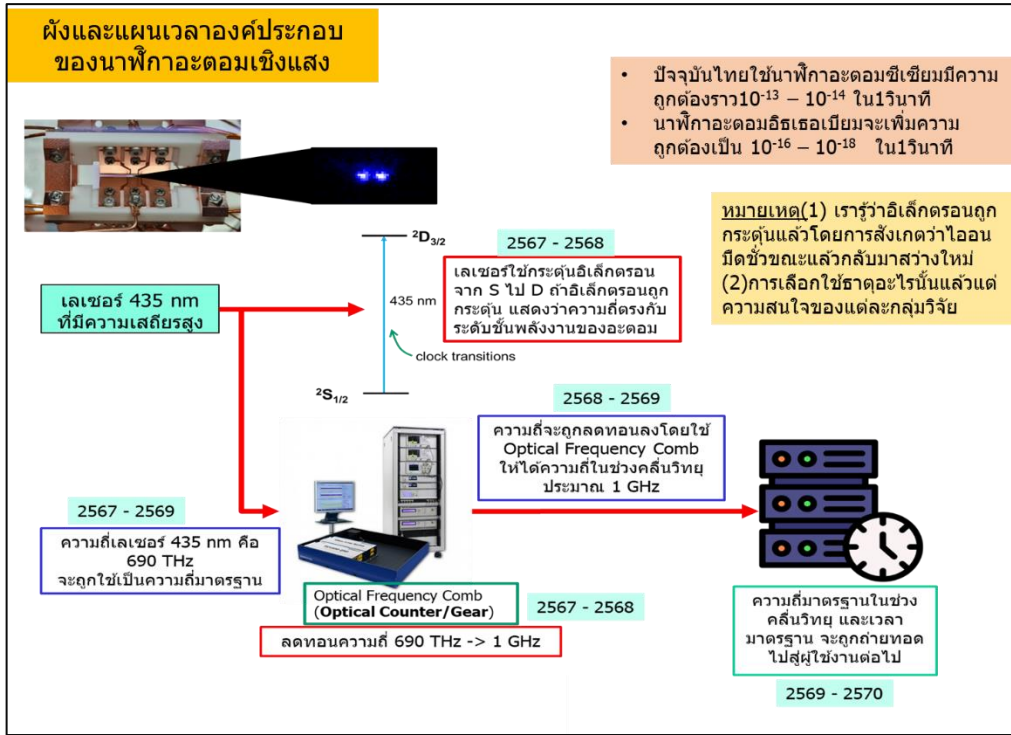 ผังและแผนเวลาองค์ประกอบ
ของนาฬิกาอะตอมเชิงแสง
• ปัจจุบันไทยใช้นาฬิกาอะตอมซีเซียมมีความ
ถูกต้องราว10-13 – 10-14 ใน1วินาที
• นาฬิกาอะตอมอิธเธอเบียมจะเพิ่มความ
ถูกต้องเป็น 10-16 – 10-18 ใน1วินาที
หมายเหตุ(1) เรารู้ว่าอิเล็กตรอนถูก
กระตุ้นแล้วโดยการสังเกตว่าไอออน
มืดชั่วขณะแล้วกลับมาสว่างใหม่
(2)การเลือกใช้ธาตุอะไรนั้นแล้วแต่
ความสนใจของแต่ละกลุ่มวิจัย
2D3/2
435 nm
clock transitions
2S1/2
2567 - 2568
เลเซอร์ใช้กระตุ้นอิเล็กตรอน
จาก S ไป D ถ้าอิเล็กตรอนถูก
กระตุ้น แสดงว่าความถี่ตรงกับ
ระดับชั้นพลังงานของอะตอม
เลเซอร์ 435 nm
ที่มีความเสถียรสูง
2568 - 2569
ความถี่จะถูกลดทอนลงโดยใช้
Optical Frequency Comb
ให้ได้ความถี่ในช่วงคลื่นวิทยุ
ประมาณ 1 GHz
2567 - 2569
ความถี่เลเซอร์ 435 nm คือ
690 THz
จะถูกใช้เป็นความถี่มาตรฐาน
Optical Frequency Comb
(Optical Counter/Gear)
2567 - 2568
ลดทอนความถี่ 690 THz -> 1 GHz
ความถี่มาตรฐานในช่วง
คลื่นวิทยุ และเวลา
มาตรฐาน จะถูกถ่ายทอด
ไปสู่ผู้ใช้งานต่อไป
2569 - 2570